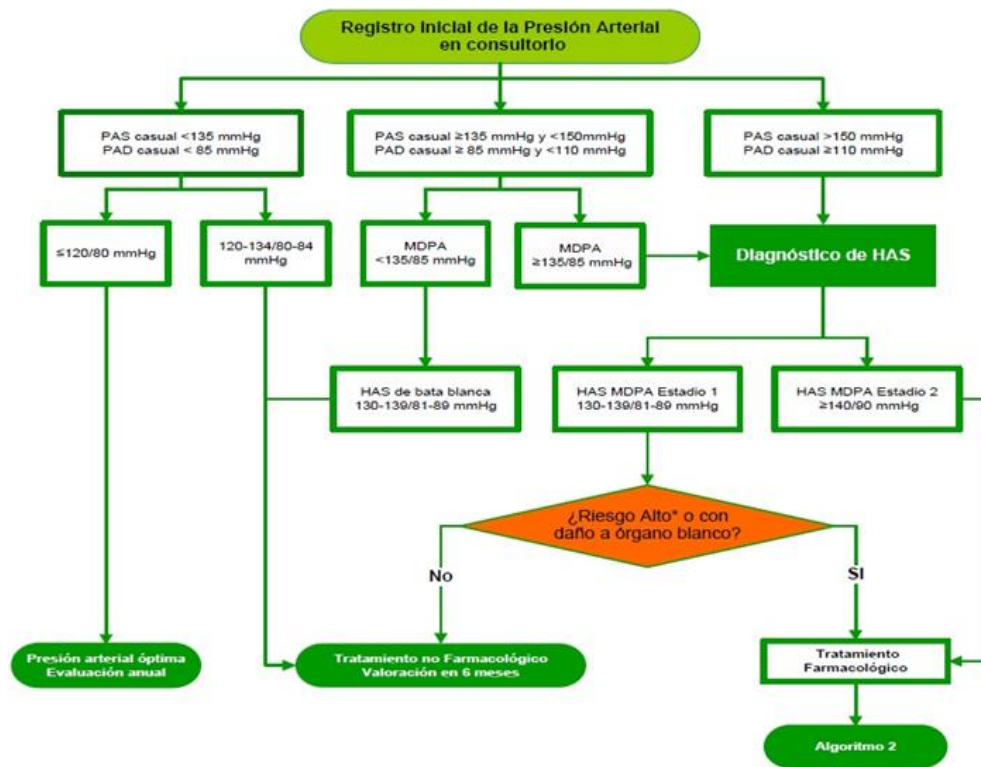 Registro Inicial de la Presión Arterial
en consultorio
PAS casual <135 mmHg
PAD casual < 85 mmHg
PAS casual ≥135 mmHg y <150mmHg
PAD casual ≥ 85 mmHg y <110 mmHg
PAS casual >150 mmHg
PAD casual ≥110 mmHg
≤120/80 mmHg
120-134/80-84
mmHg
MDPA
<135/85 mmHg
MDPA
≥135/85 mmHg
Diagnóstico de HAS
HAS de bata blanca
130-139/81-89 mmHg
HAS MDPA Estadio 1
130-139/81-89 mmHg
HAS MDPA Estadio 2
≥140/90 mmHg
¿Riesgo Alto* o con
daño a órgano blanco?
No
SI
Presión arterial óptima
Evaluación anual
Tratamiento no Farmacológico
Valoración en 6 meses
Tratamiento
Farmacológico
Algoritmo 2